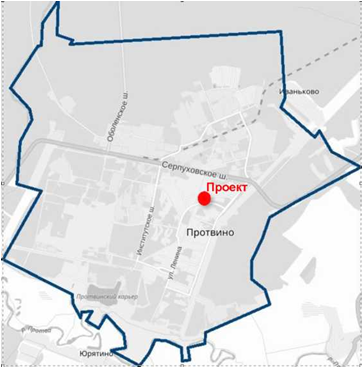 Иваньково
Оболенское ш.
Серпуховское ш.
Проект
Институтское ш.
Протвино
ул. Ленина
Протвинский карьер
Юрятино